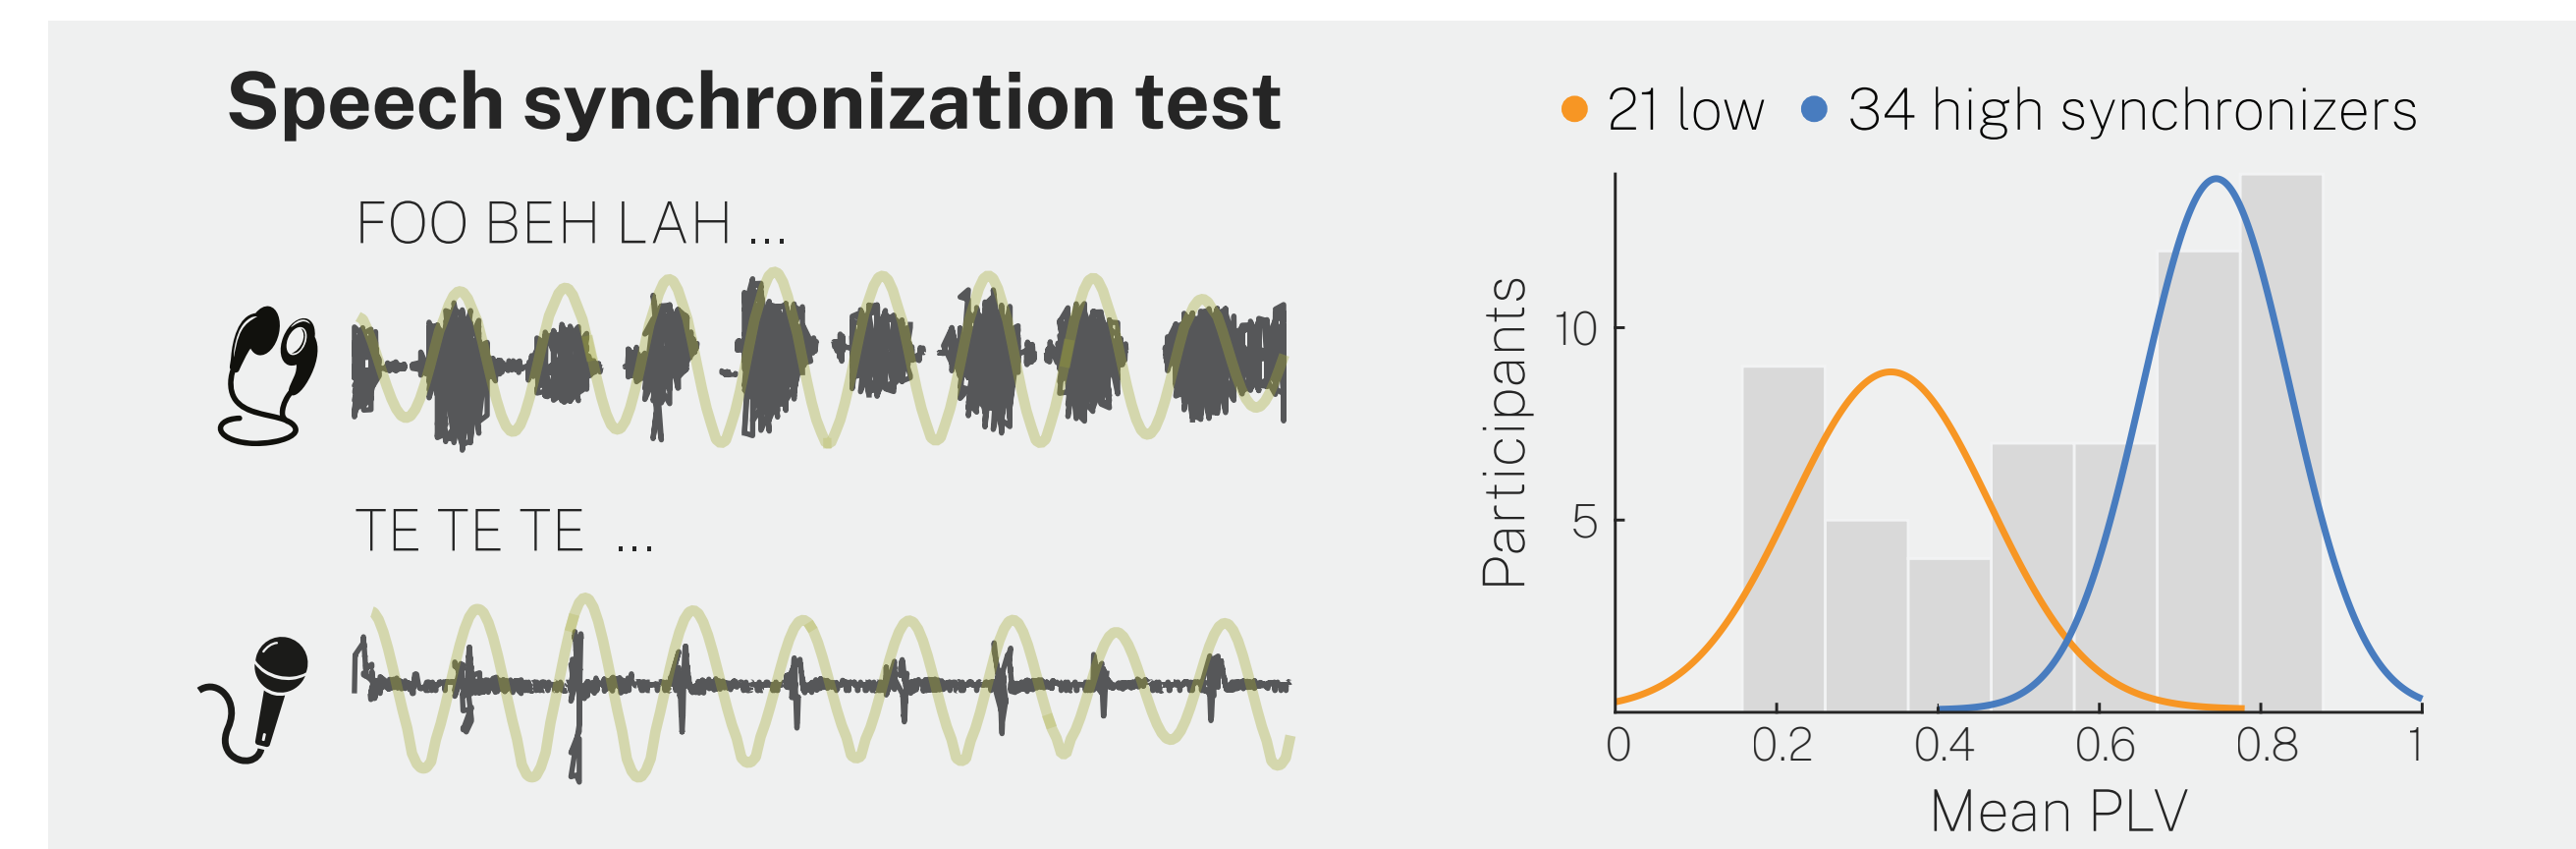 Speech synchronization test
FOO BEH LAH ...
TE TE TE ...
21 low 34 high synchronizers
Participants
10
5
0 0.2 0.4 0.6 0.8 1
Mean PLV